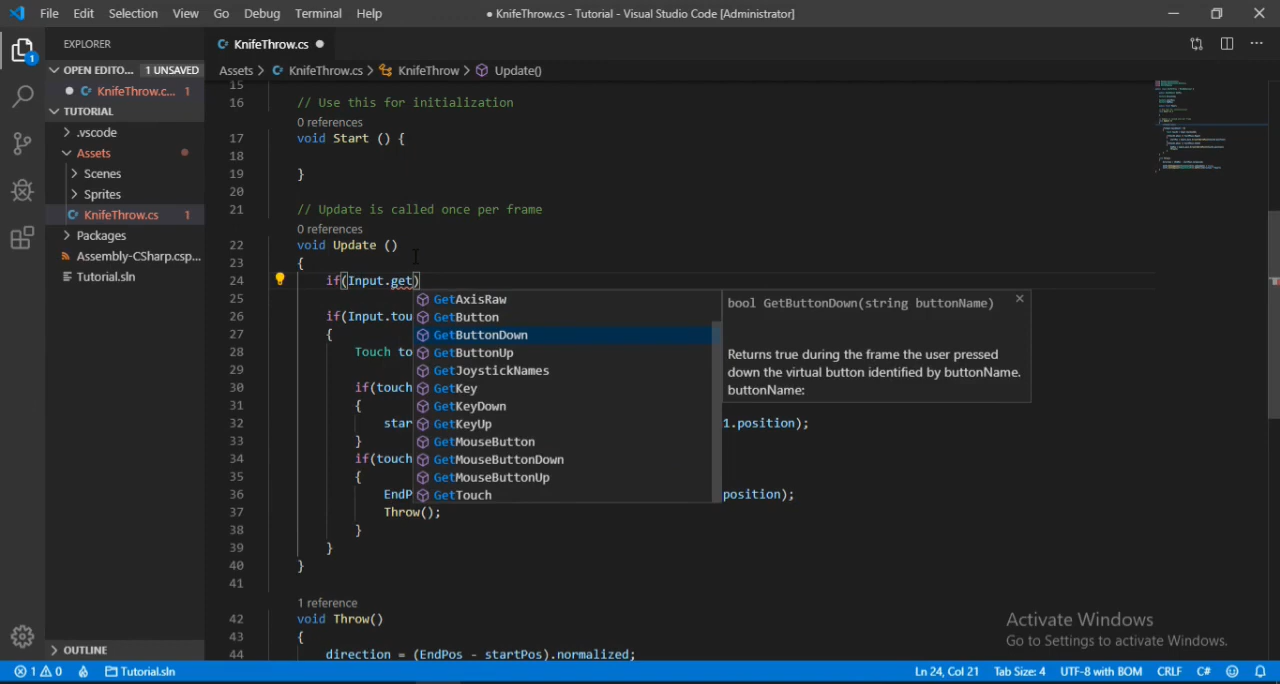 File Edit Selection View Go Debug Terminal Help
● KnifeThrow.cs - Tutorial - Visual Studio Code [Administrator]
EXPLORER
KnifeThrow.cs ●
OPEN EDITO... 1 UNSAVED
● KnifeThrow.c... 1
TUTORIAL
.vscode
Assets
Scenes
Sprites
KnifeThrow.cs 1
Packages
Assembly-CSharp.csp...
Tutorial.sln
OUTLINE
1
Assets > KnifeThrow.cs > KnifeThrow > Update()
15
16 // Use this for initialization
0 references
17 void Start () {
18
19 }
20
21 // Update is called once per frame
0 references
22 void Update ()
23 {
24 if(Input.get)
25
26 if(Input.tou
27 {
28 Touch to
29
30 if(touch
31 {
32 star 1.position);
33 }
34 if(touch
35 {
36 EndP position);
37 Throw();
38 }
39 }
40 }
41
1 reference
42 void Throw()
43 {
44 direction = (EndPos - startPos).normalized;
GetAxisRaw
GetButton
GetButtonDown
GetButtonUp
GetJoystickNames
GetKey
GetKeyDown
GetKeyUp
GetMouseButton
GetMouseButtonDown
GetMouseButtonUp
GetTouch
bool GetButtonDown(string buttonName)
Returns true during the frame the user pressed
down the virtual button identified by buttonName.
buttonName:
Activate Windows
Go to Settings to activate Windows.
1 0 Tutorial.sln
Ln 24, Col 21 Tab Size: 4 UTF-8 with BOM CRLF C#